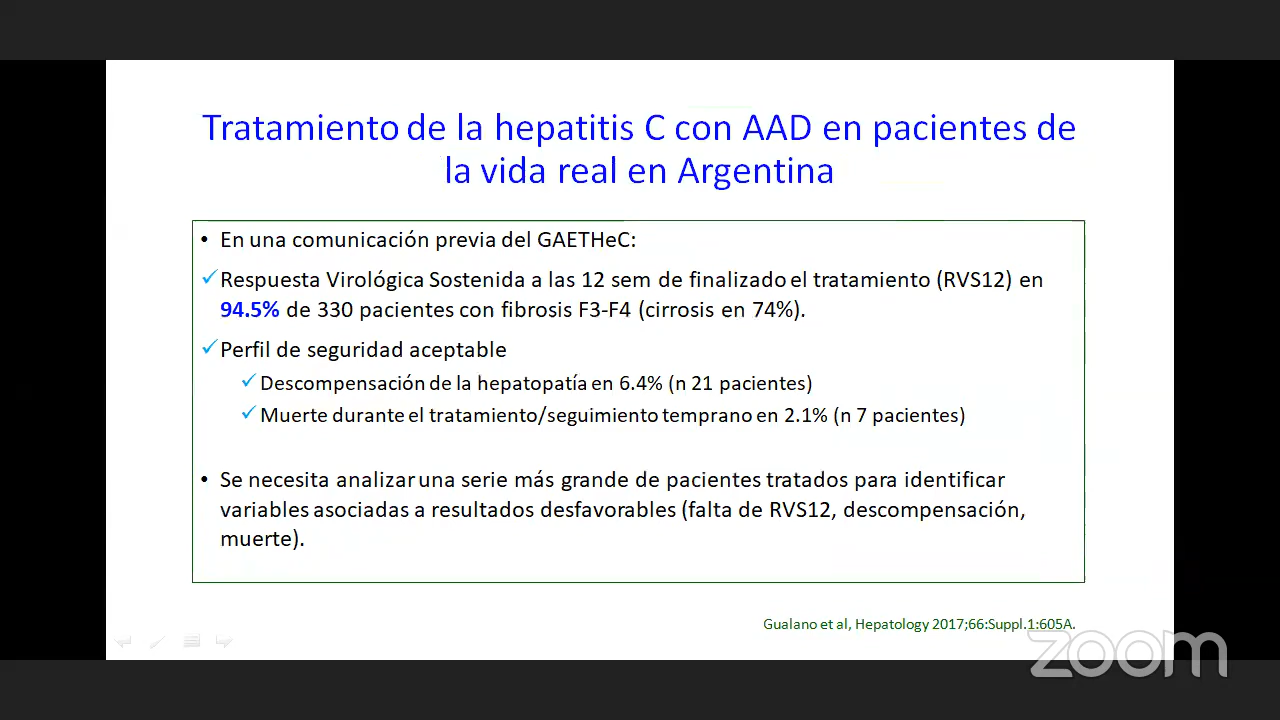 Tratamiento de la hepatitis C con AAD en pacientes de
la vida real en Argentina
• En una comunicación previa del GAETHeC:
✓Respuesta Virológica Sostenida a las 12 sem de finalizado el tratamiento (RVS12) en
94.5% de 330 pacientes con fibrosis F3-F4 (cirrosis en 74%).
✓Perfil de seguridad aceptable
✓Descompensación de la hepatopatía en 6.4% (n 21 pacientes)
✓Muerte durante el tratamiento/seguimiento temprano en 2.1% (n 7 pacientes)
• Se necesita analizar una serie más grande de pacientes tratados para identificar
variables asociadas a resultados desfavorables (falta de RVS12, descompensación,
muerte).
Gualano et al, Hepatology 2017;66:Suppl.1:605A.
zoom